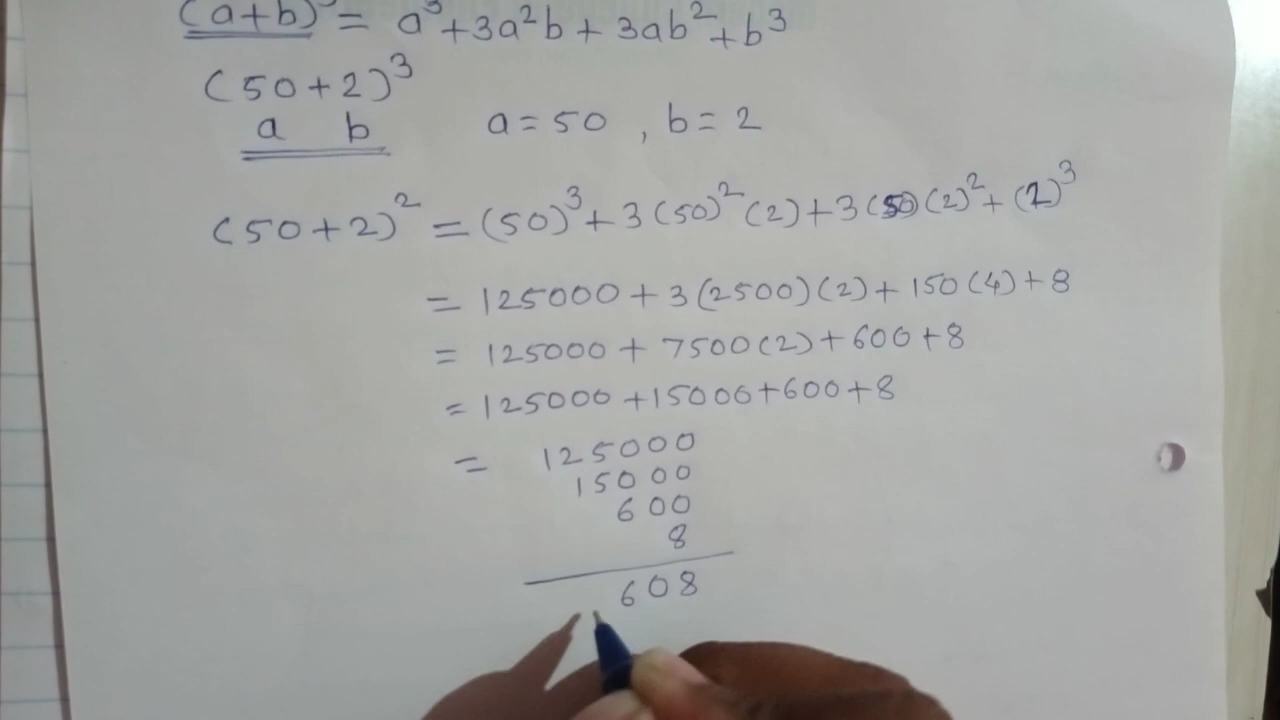 (a+b)³ = a³+3a²b + 3ab²+b³
(50+2)³
a b a=50 , b=2
(50+2)² = (50)³+3(50)²(2)+3(50)(2)²+(2)³
= 125000+3(2500)(2)+150(4)+8
= 125000 + 7500(2)+600+8
=125000+15000+600+8
= 125000
15000
600
8
608